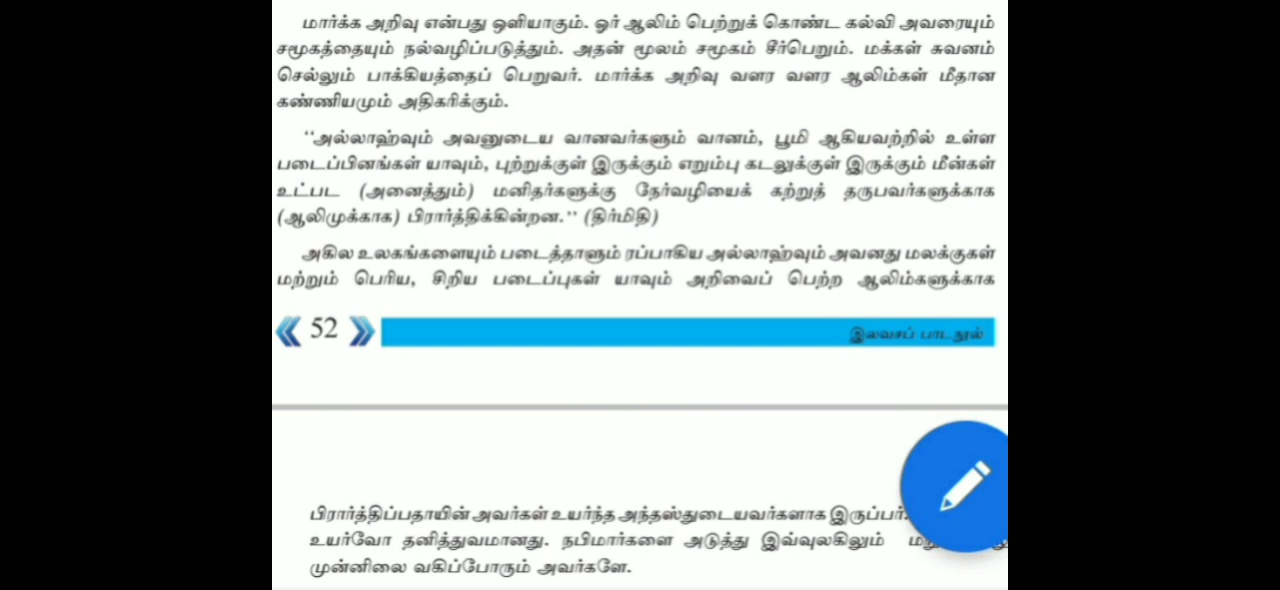 மார்க்க அறிவு என்பது ஒளியாகும். ஓர் ஆலிம் பெற்றுக் கொண்ட கல்வி அவரையும்
சமூகத்தையும் நல்வழிப்படுத்தும். அதன் மூலம் சமூகம் சீர்பெறும். மக்கள் சுவனம்
செல்லும் பாக்கியத்தைப் பெறுவர். மார்க்க அறிவு வளர வளர ஆலிம்கள் மீதான
கண்ணியமும் அதிகரிக்கும்.
“அல்லாஹ்வும் அவனுடைய வானவர்களும் வானம், பூமி ஆகியவற்றில் உள்ள
படைப்பினங்கள் யாவும், புற்றுக்குள் இருக்கும் எறும்பு கடலுக்குள் இருக்கும் மீன்கள்
உட்பட (அனைத்தும்) மனிதர்களுக்கு நேர்வழியைக் கற்றுத் தருபவர்களுக்காக
(ஆலிமுக்காக) பிரார்த்திக்கின்றன.” (திர்மிதி)
அகில உலகங்களையும் படைத்தாளும் ரப்பாகிய அல்லாஹ்வும் அவனது மலக்குகள்
மற்றும் பெரிய, சிறிய படைப்புகள் யாவும் அறிவைப் பெற்ற ஆலிம்களுக்காக
52 இலவசப் பாடநூல்
பிரார்த்திப்பதாயின் அவர்கள் உயர்ந்த அந்தஸ்துடையவர்களாக இருப்பர்.
உயர்வோ தனித்துவமானது. நபிமார்களை அடுத்து இவ்வுலகிலும்
முன்னிலை வகிப்போரும் அவர்களே.